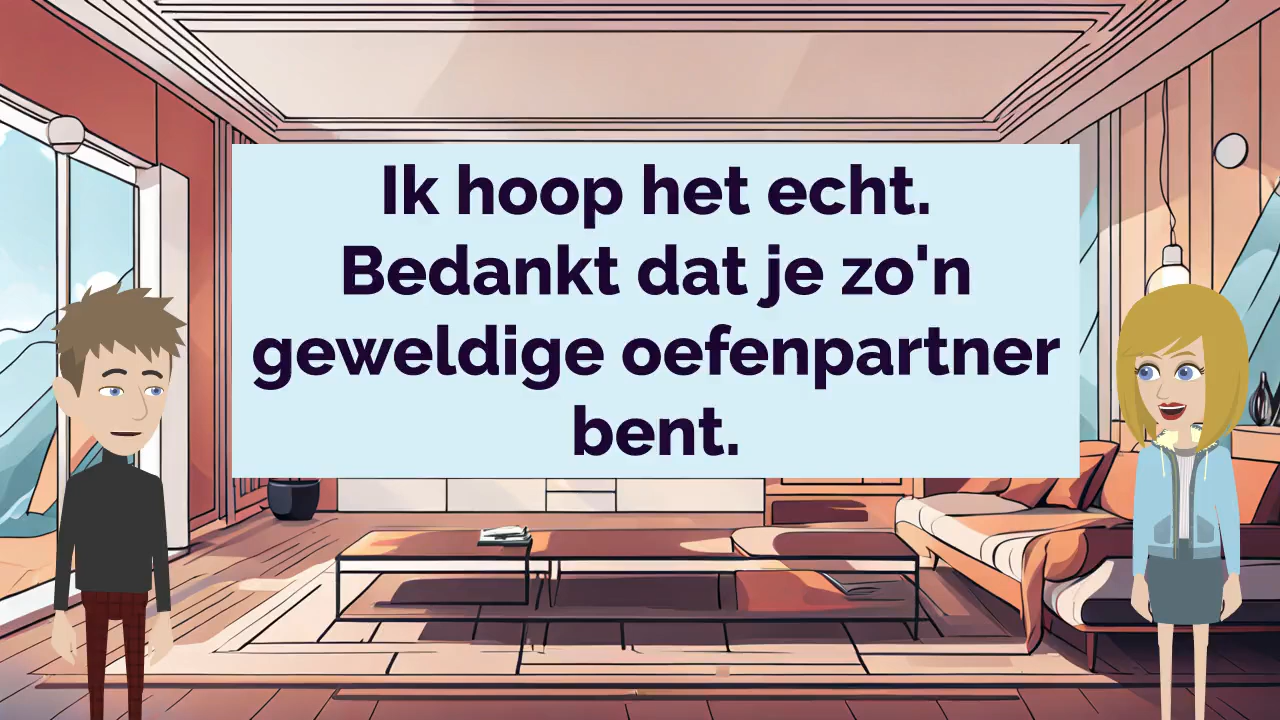 Ik hoop het echt.
Bedankt dat je zo'n
geweldige oefenpartner
bent.